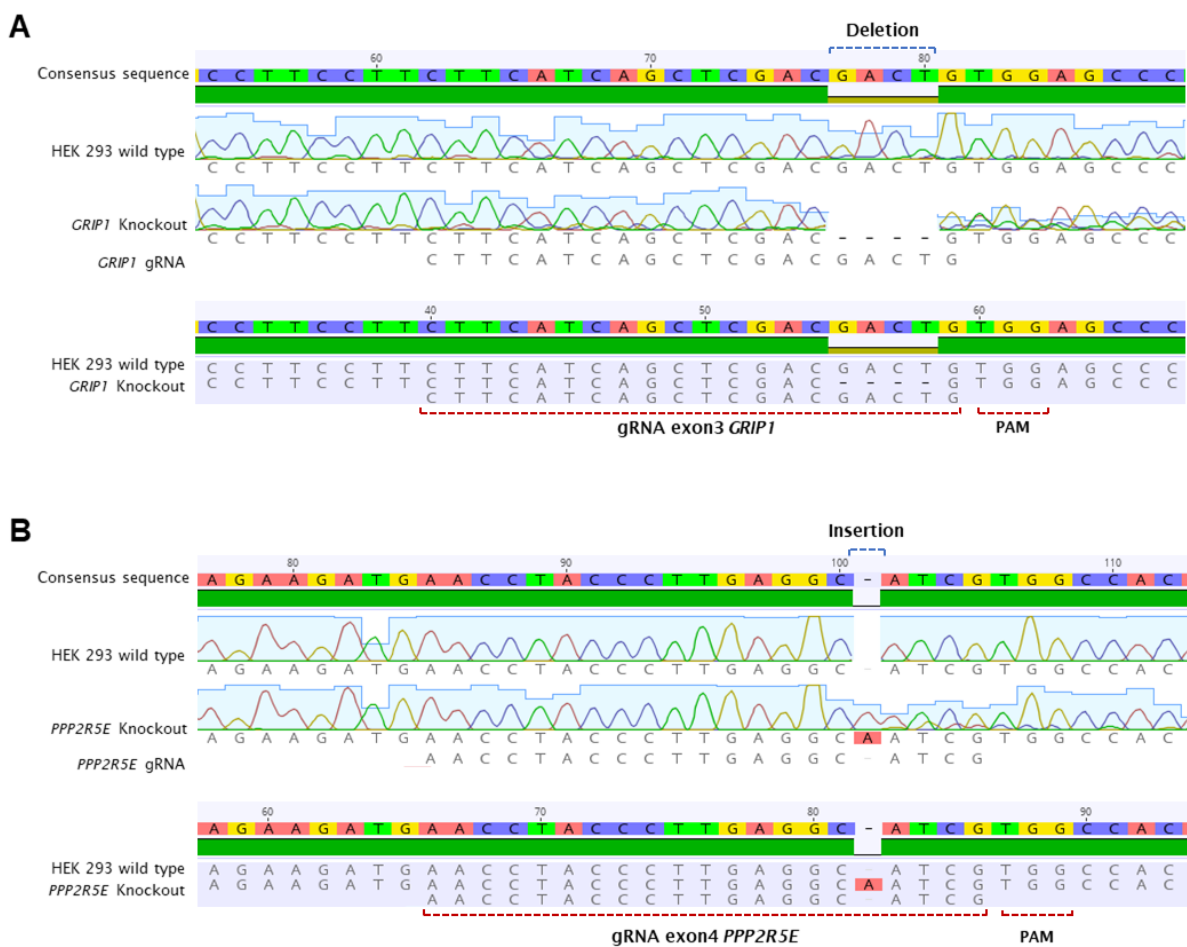 A
Deletion
60 70 80
Consensus sequence C C T T C C T T C T T C A T C A G C T C G A C G A C T G T G G A G C C C
HEK 293 wild type
C C T T C C T T C T T C A T C A G C T C G A C G A C T G T G G A G C C C
GRIP1 Knockout
C C T T C C T T C T T C A T C A G C T C G A C - - - - G T G G A G C C C
GRIP1 gRNA C T T C A T C A G C T C G A C G A C T G
40 50 60
C C T T C C T T C T T C A T C A G C T C G A C G A C T G T G G A G C C C
HEK 293 wild type C C T T C C T T C T T C A T C A G C T C G A C G A C T G T G G A G C C C
GRIP1 Knockout C C T T C C T T C T T C A T C A G C T C G A C - - - - G T G G A G C C C
C T T C A T C A G C T C G A C G A C T G
gRNA exon3 GRIP1 PAM
B
Insertion
80 90 100 110
Consensus sequence A G A A G A T G A A C C T A C C C T T G A G G C - A T C G T G G C C A C
HEK 293 wild type
A G A A G A T G A A C C T A C C C T T G A G G C - A T C G T G G C C A C
PPP2R5E Knockout
A G A A G A T G A A C C T A C C C T T G A G G C A A T C G T G G C C A C
PPP2R5E gRNA A A C C T A C C C T T G A G G C - A T C G
60 70 80 90
A G A A G A T G A A C C T A C C C T T G A G G C - A T C G T G G C C A C
HEK 293 wild type A G A A G A T G A A C C T A C C C T T G A G G C - A T C G T G G C C A C
PPP2R5E Knockout A G A A G A T G A A C C T A C C C T T G A G G C A A T C G T G G C C A C
A A C C T A C C C T T G A G G C - A T C G
gRNA exon4 PPP2R5E PAM